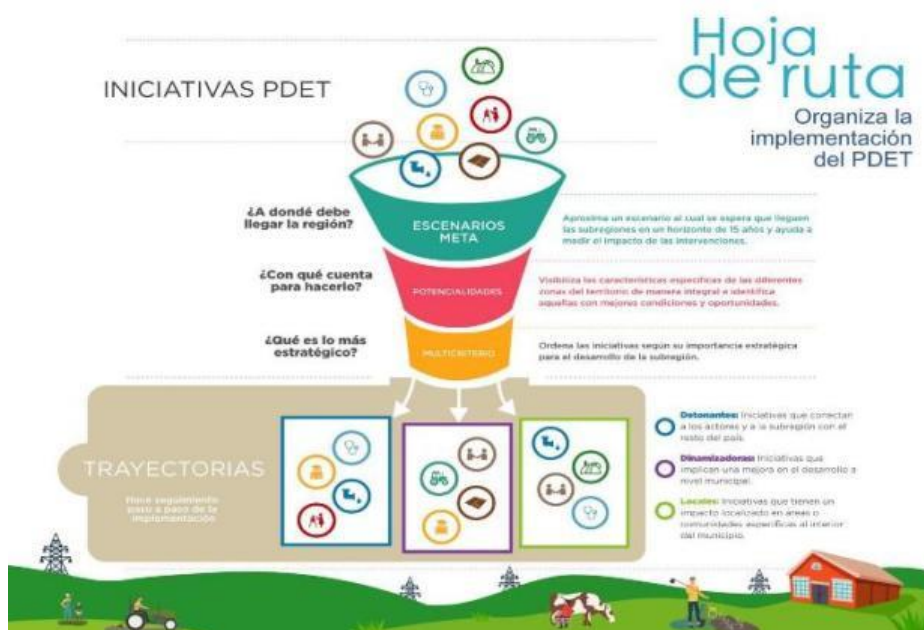 Hoja
de ruta
Organiza la
implementación
del PDET
INICIATIVAS PDET
¿A donde debe
llegar la región?
ESCENARIOS
META
Aproxima un escenario al cual se espera que lleguen
las subregiones en un horizonte de 15 años y ayuda a
medir el impacto de las intervenciones.
¿Con qué cuenta
para hacerlo?
POTENCIALIDADES
Visibiliza las características específicas de las diferentes
zonas del territorio de manera integral e identifica
aquellas con mejores condiciones y oportunidades.
¿Qué es lo más
estratégico?
MULTICRITERIO
Ordena las iniciativas según su importancia estratégica
para el desarrollo de la subregión.
TRAYECTORIAS
Hace seguimiento
paso a paso de la
implementación
Detonantes: Iniciativas que conectan
a los actores y a la subregión con el
resto del país.
Dinamizadoras: Iniciativas que
implican una mejora en el desarrollo a
nivel municipal.
Locales: Iniciativas que tienen un
impacto localizado en áreas o
comunidades específicas al interior
del municipio.